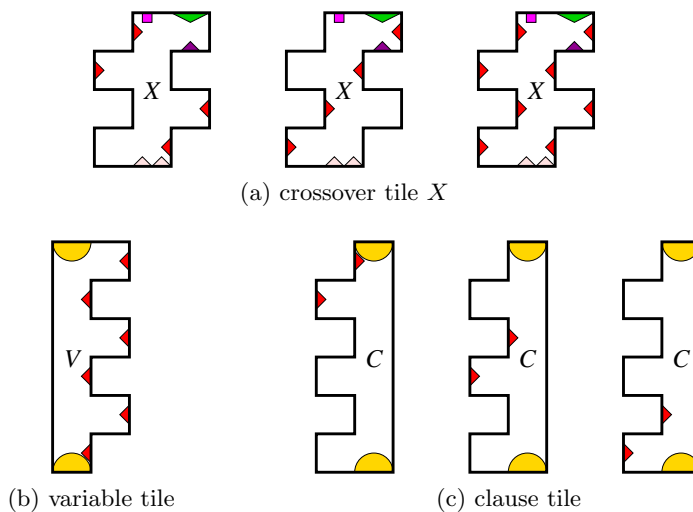 X X X
(a) crossover tile X
V C C C
(b) variable tile (c) clause tile